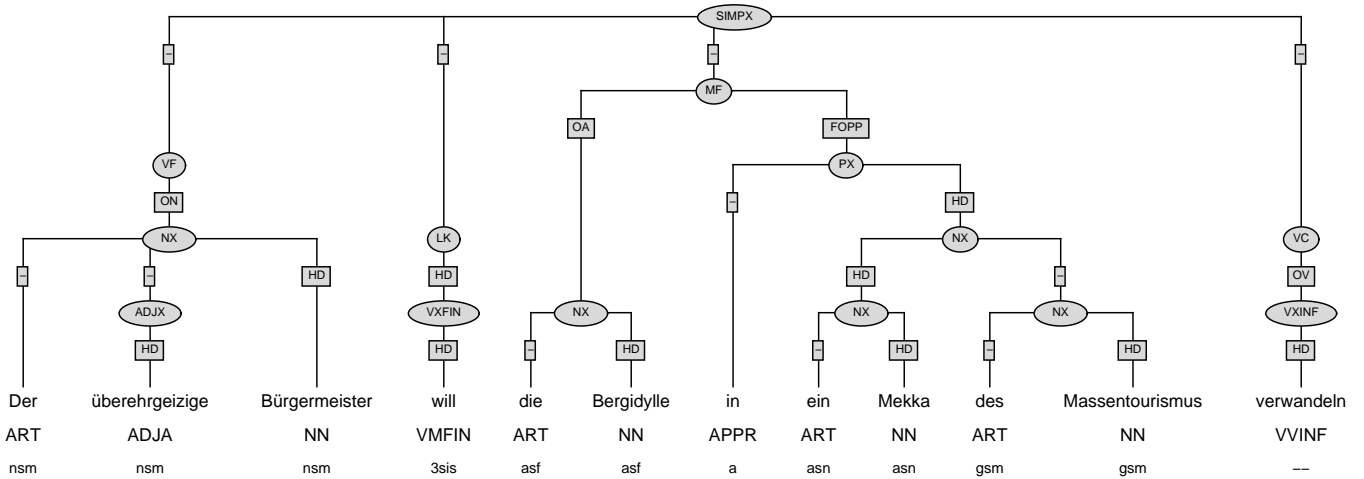 SIMPX
– – – –
MF
OA FOPP
VF PX
ON – HD
NX LK NX VC
– – HD HD HD – OV
ADJX VXFIN NX NX NX VXINF
HD HD – HD – HD – HD HD
Der überehrgeizige Bürgermeister will die Bergidylle in ein Mekka des Massentourismus verwandeln
ART ADJA NN VMFIN ART NN APPR ART NN ART NN VVINF
nsm nsm nsm 3sis asf asf a asn asn gsm gsm −−